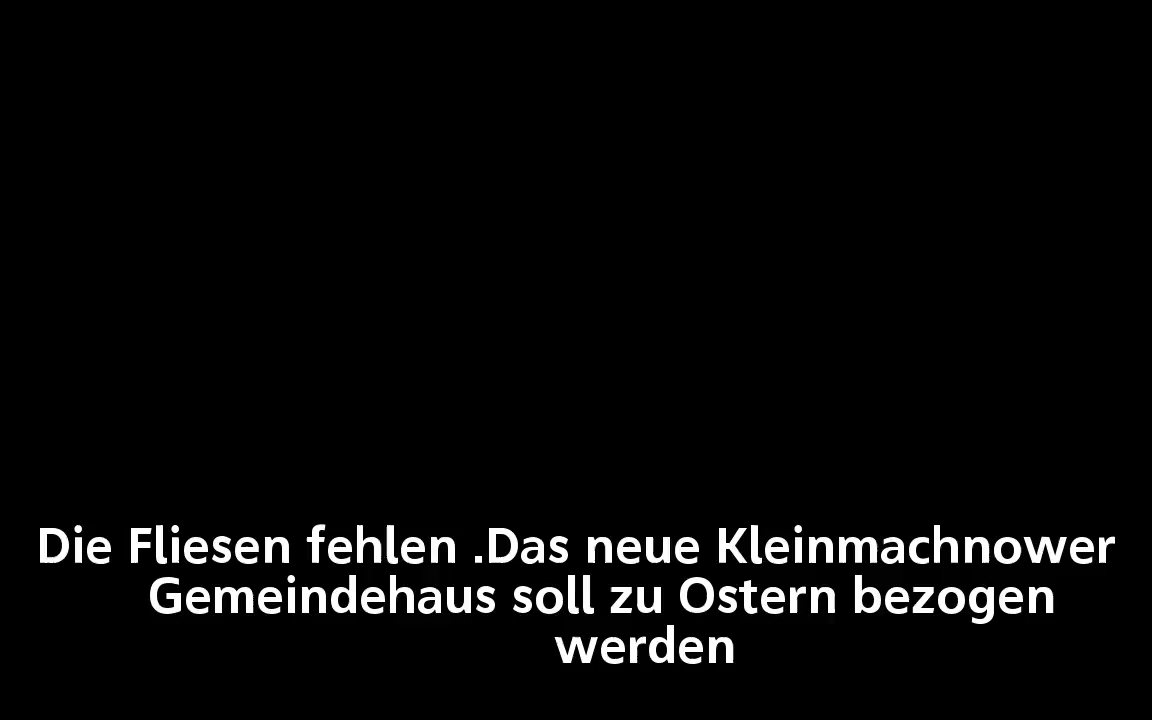 Die Fliesen fehlen .Das neue Kleinmachnower
Gemeindehaus soll zu Ostern bezogen
werden